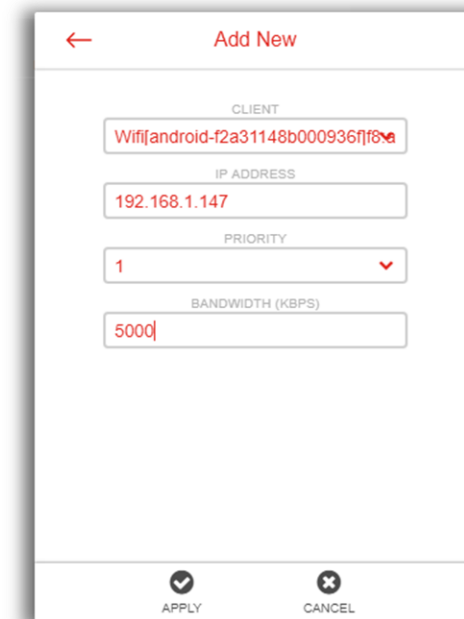 Add New
CLIENT
Wifi[android-f2a31148b000936f]f8:a
IP ADDRESS
192.168.1.147
PRIORITY
1
BANDWIDTH (KBPS)
5000
APPLY CANCEL